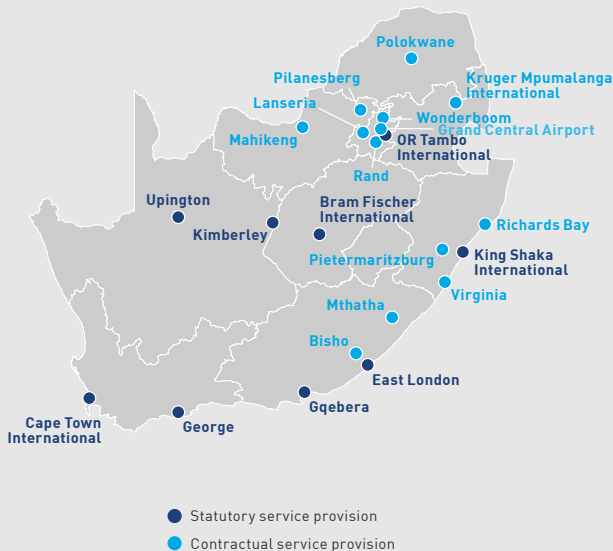 Polokwane
Pilanesberg
Kruger Mpumalanga
International
Lanseria
Wonderboom
Grand Central Airport
Mahikeng
OR Tambo
International
Rand
Upington
Bram Fischer
International
Kimberley
Richards Bay
King Shaka
International
Pietermaritzburg
Virginia
Mthatha
Bisho
East London
Gqebera
Cape Town
International
George
Statutory service provision
Contractual service provision